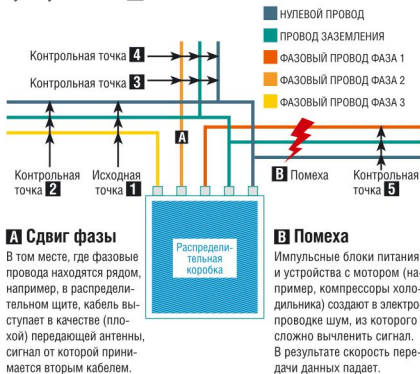 НУЛЕВОЙ ПРОВОД
ПРОВОД ЗАЗЕМЛЕНИЯ
ФАЗОВЫЙ ПРОВОД ФАЗА 1
ФАЗОВЫЙ ПРОВОД ФАЗА 2
ФАЗОВЫЙ ПРОВОД ФАЗА 3
Контрольная точка 4
Контрольная точка 3
A
Контрольная
точка 2
Исходная
точка 1
B Помеха
Контрольная
точка 5
Распредели-
тельная
коробка
A Сдвиг фазы
В том месте, где фазовые
провода находятся рядом,
например, в распредели-
тельном щите, кабель вы-
ступает в качестве (пло-
хой) передающей антенны,
сигнал от которой прини-
мается вторым кабелем.
B Помеха
Импульсные блоки питания
и устройства с мотором (на-
пример, компрессоры холо-
дильника) создают в электро-
проводке шум, из которого
сложно вычленить сигнал.
В результате скорость пере-
дачи данных падает.